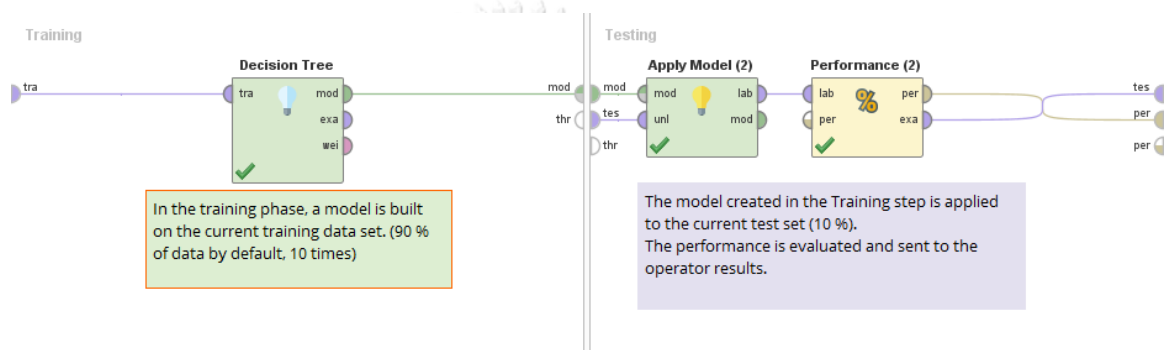 Training
Testing
Decision Tree
Apply Model (2)
Performance (2)
tra
tra
mod
exa
wei
mod
thr
mod
tes
thr
mod
unl
lab
mod
lab
per
%
per
exa
tes
per
per
In the training phase, a model is built
on the current training data set. (90 %
of data by default, 10 times)
The model created in the Training step is applied
to the current test set (10 %).
The performance is evaluated and sent to the
operator results.